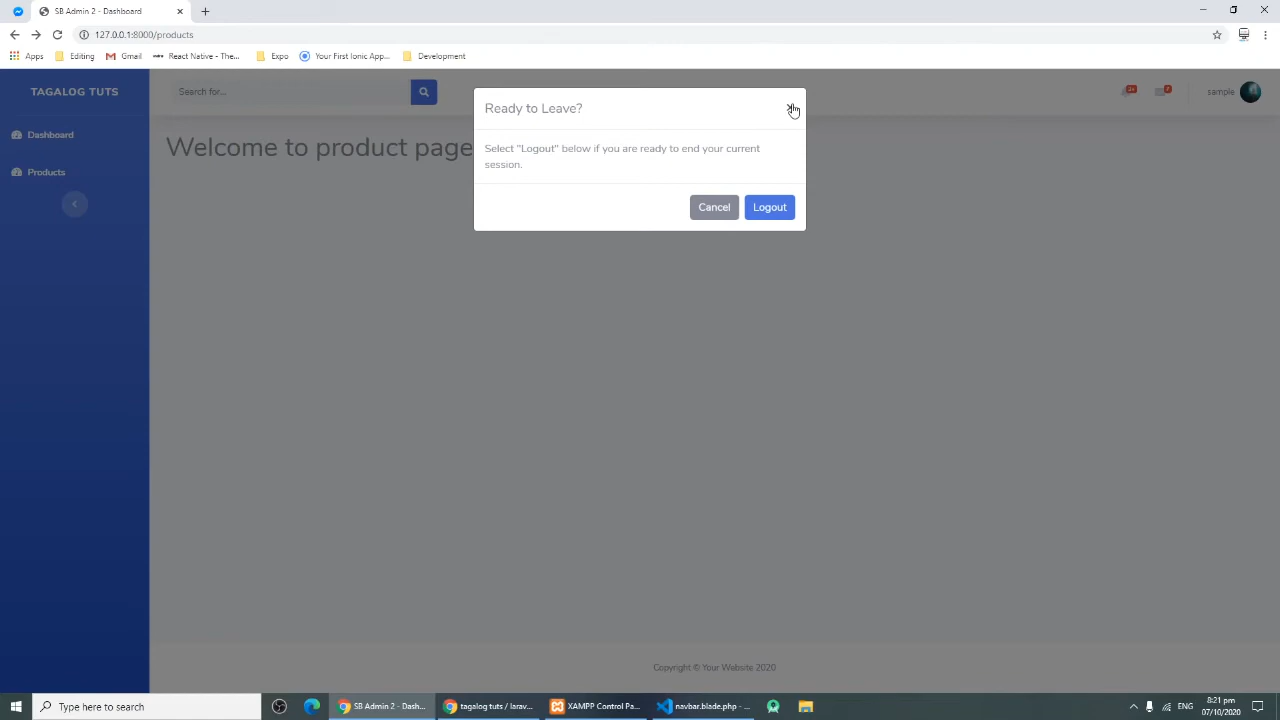 SB Admin 2 - Dashboard
127.0.0.1:8000/products
Apps
Editing
Gmail
React Native - The...
Expo
Your First Ionic App...
Development
TAGALOG TUTS
Search for...
3+
7
sample
Ready to Leave?
Dashboard
Welcome to product page
Select "Logout" below if you are ready to end your current
session.
Products
Cancel
Logout
Copyright © Your Website 2020
Type here to search
SB Admin 2 - Dash...
tagalog tuts / larav...
XAMPP Control Pa...
navbar.blade.php - ...
ENG
8:21 pm
07/10/2020